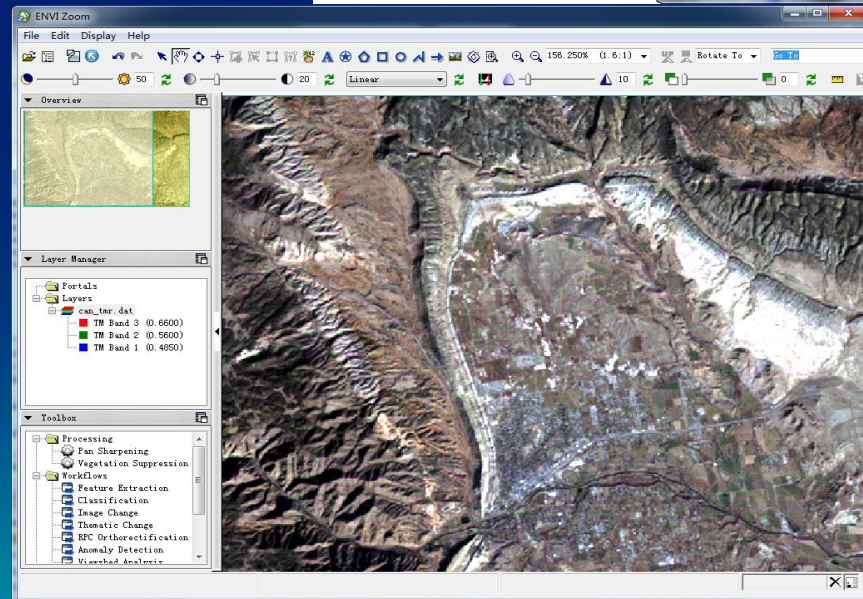 ENVI Zoom
File Edit Display Help
156.250% (1.6:1) Rotate To Go To
50 20 Linear 10 0
Overview
Layer Manager
Portals
Layers
can_tmr.dat
TM Band 3 (0.6600)
TM Band 2 (0.5600)
TM Band 1 (0.4850)
Toolbox
Processing
Pan Sharpening
Vegetation Suppression
Workflows
Feature Extraction
Classification
Image Change
Thematic Change
RPC Orthorectification
Anomaly Detection
Viewshed Analysis